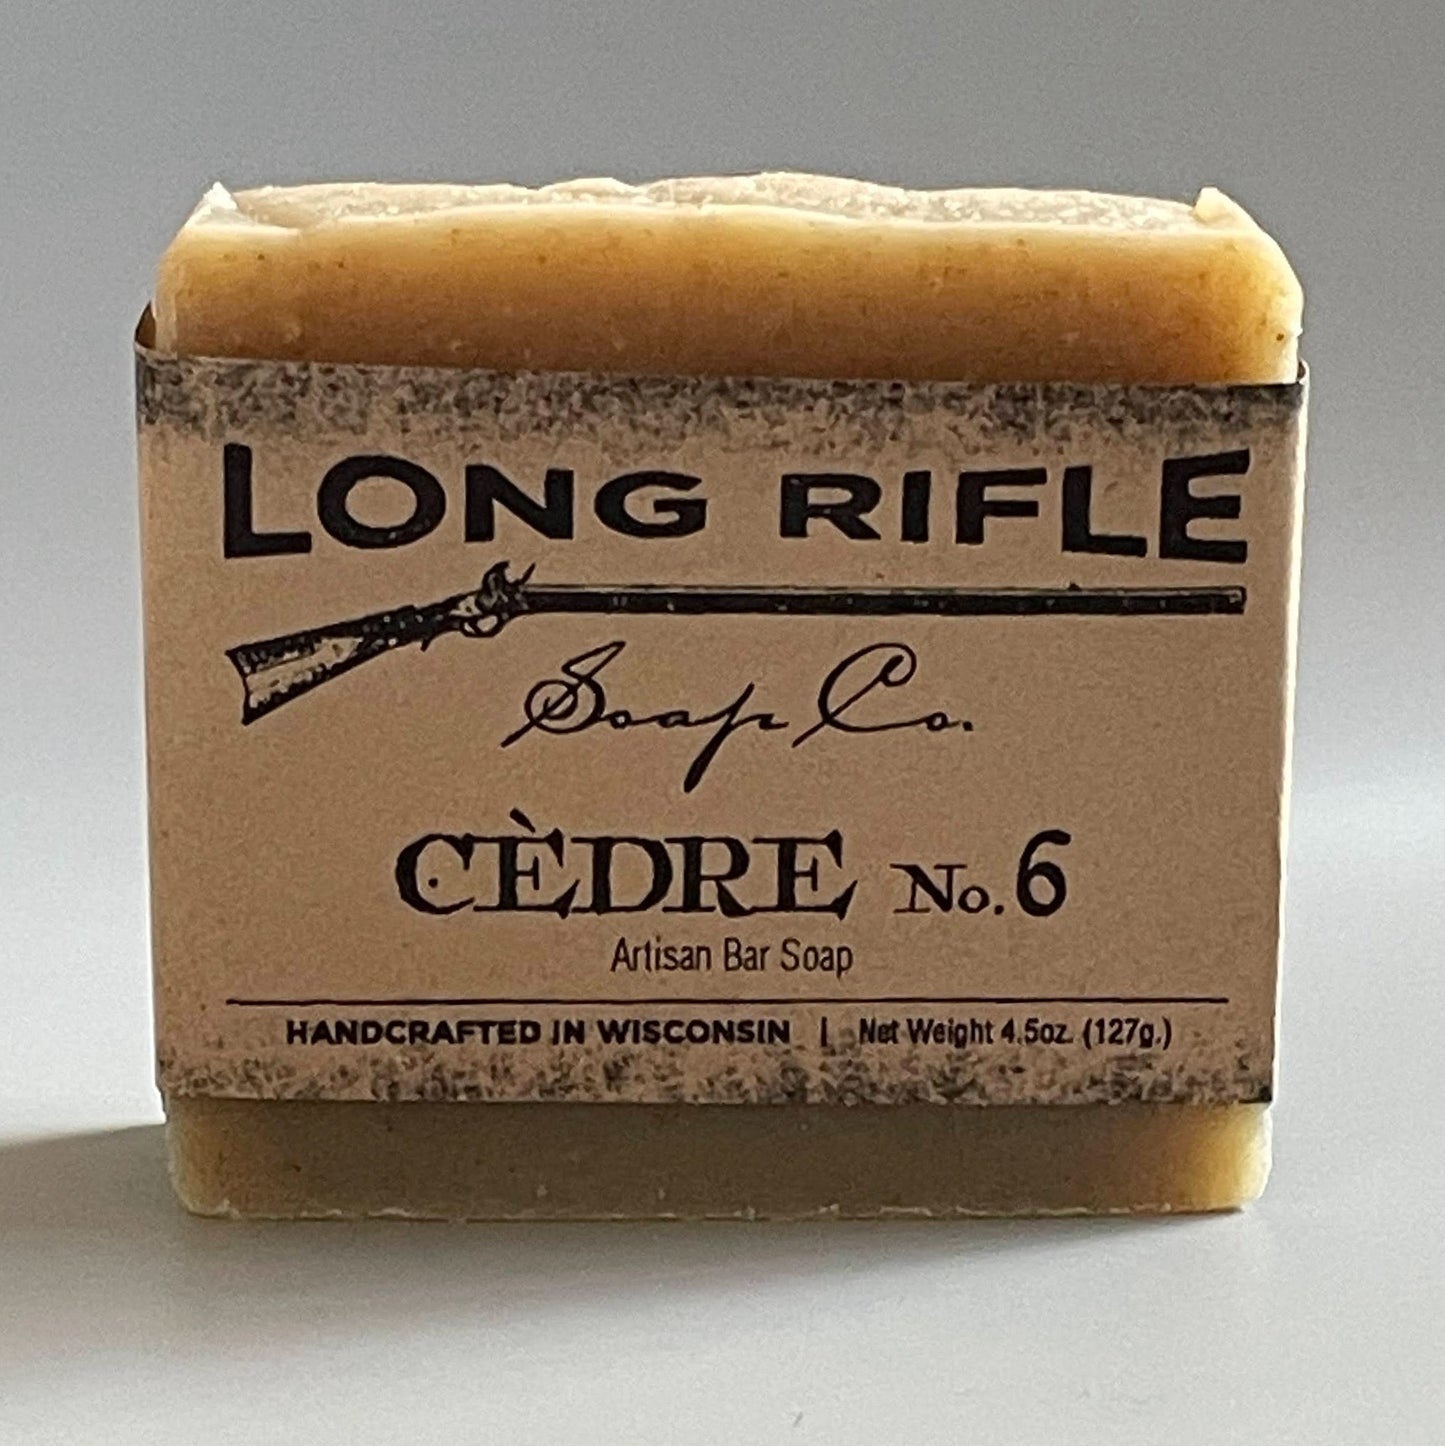 LONG RIFLE
Soap Co.
CÈDRE No. 6
Artisan Bar Soap
HANDCRAFTED IN WISCONSIN | Net Weight 4.5oz. (127g.)